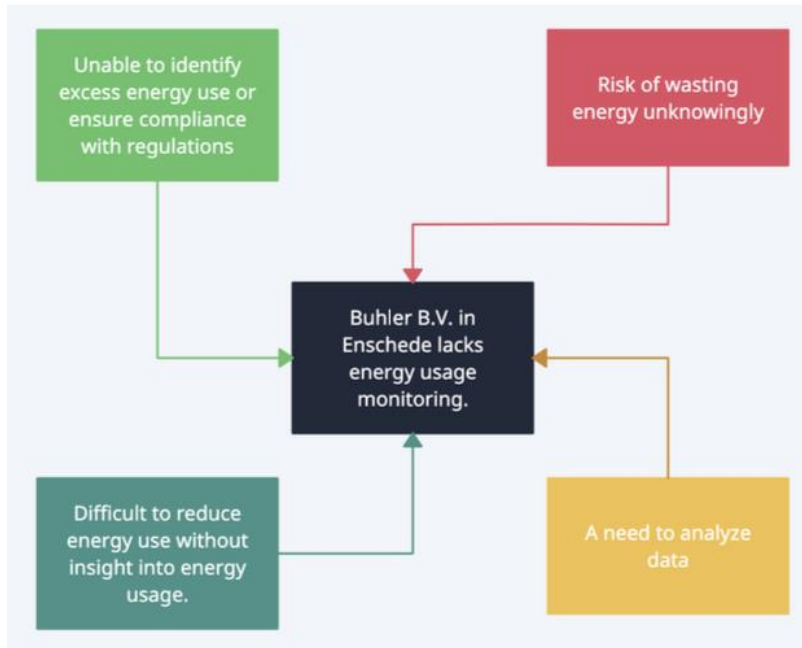 Unable to identify
excess energy use or
ensure compliance
with regulations
Risk of wasting
energy unknowingly
Buhler B.V. in
Enschede lacks
energy usage
monitoring.
Difficult to reduce
energy use without
insight into energy
usage.
A need to analyze
data